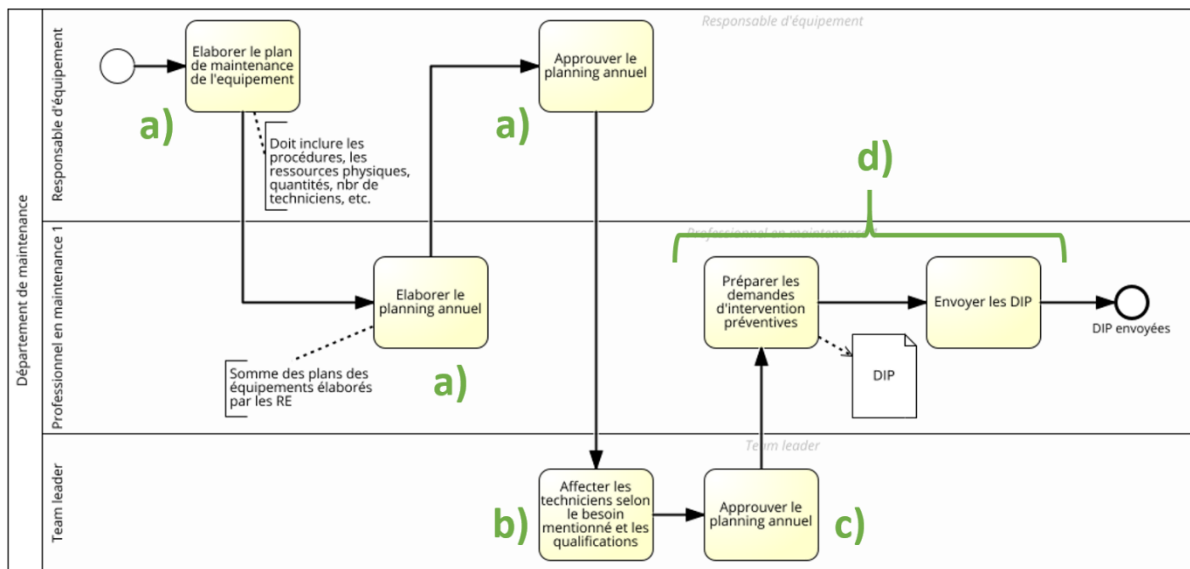 Département de maintenance
Responsable d'équipement
Responsable d'équipement
Elaborer le plan
de maintenance
de l'equipement
a)
Doit inclure les
procédures, les
ressources physiques,
quantités, nbr de
techniciens, etc.
Approuver le
planning annuel
a)
d)
Professionnel en maintenance 1
Professionnel en maintenance 1
Elaborer le
planning annuel
a)
Somme des plans des
équipements élaborés
par les RE
Préparer les
demandes
d'intervention
préventives
DIP
Envoyer les DIP
DIP envoyées
Team leader
Team leader
Affecter les
techniciens selon
le besoin
mentionné et les
qualifications
b)
Approuver le
planning annuel
c)